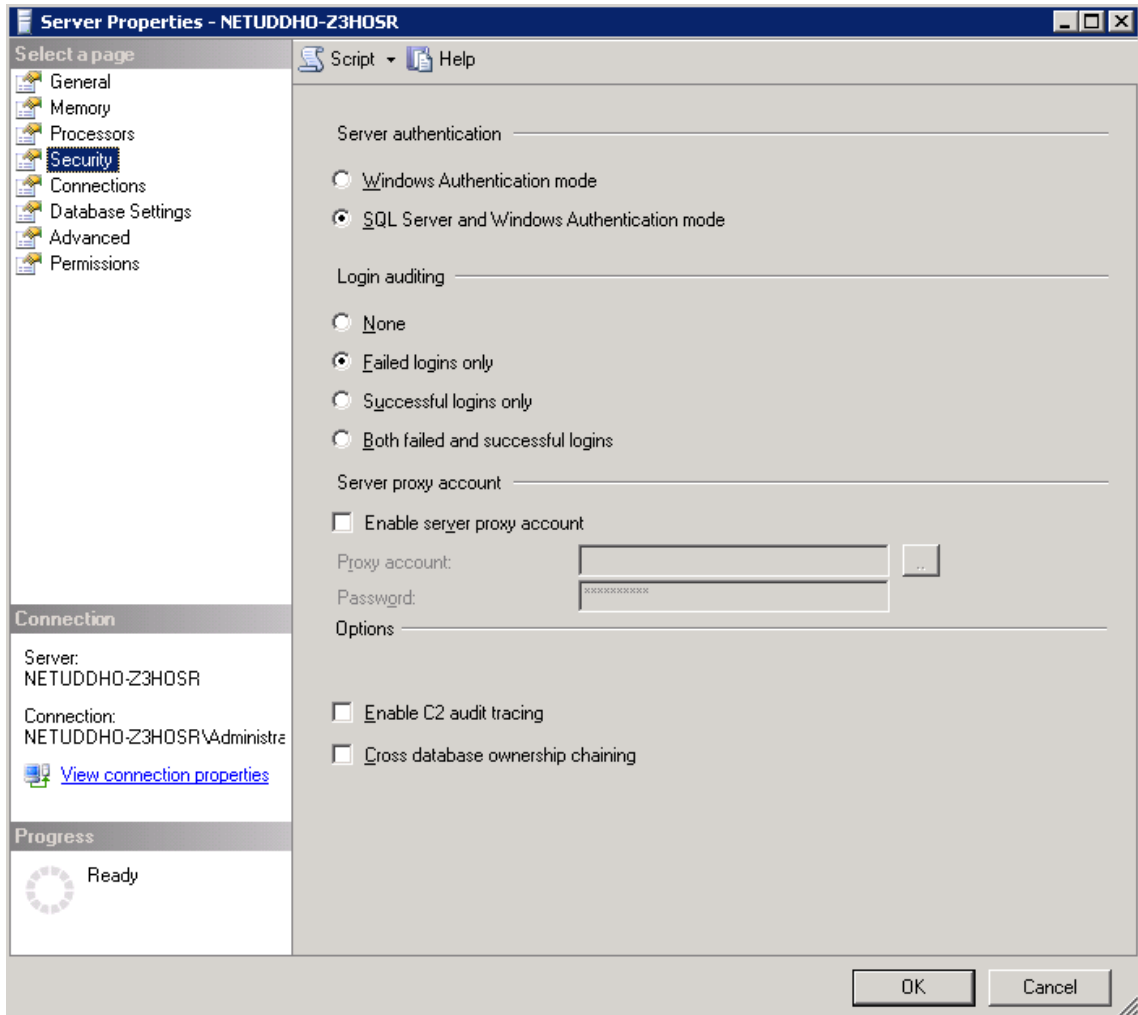 Server Properties - NETUDDHO-Z3HOSR
Select a page
General
Memory
Processors
Security
Connections
Database Settings
Advanced
Permissions
Script
Help
Server authentication
Windows Authentication mode
SQL Server and Windows Authentication mode
Login auditing
None
Failed logins only
Successful logins only
Both failed and successful logins
Server proxy account
Enable server proxy account
Proxy account:
..
Password:
xxxxxxxxxx
Options
Enable C2 audit tracing
Cross database ownership chaining
Connection
Server:
NETUDDHO-Z3HOSR
Connection:
NETUDDHO-Z3HOSR\Administra
View connection properties
Progress
Ready
OK
Cancel